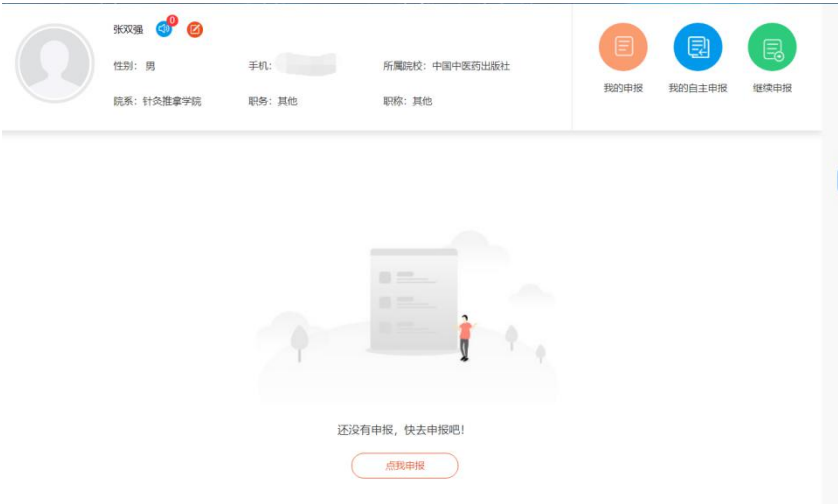 张双强 0
性别：男 手机： 所属院校：中国中医药出版社
院系：针灸推拿学院 职务：其他 职称：其他
我的申报 我的自主申报 继续申报
还没有申报，快去申报吧！
点我申报